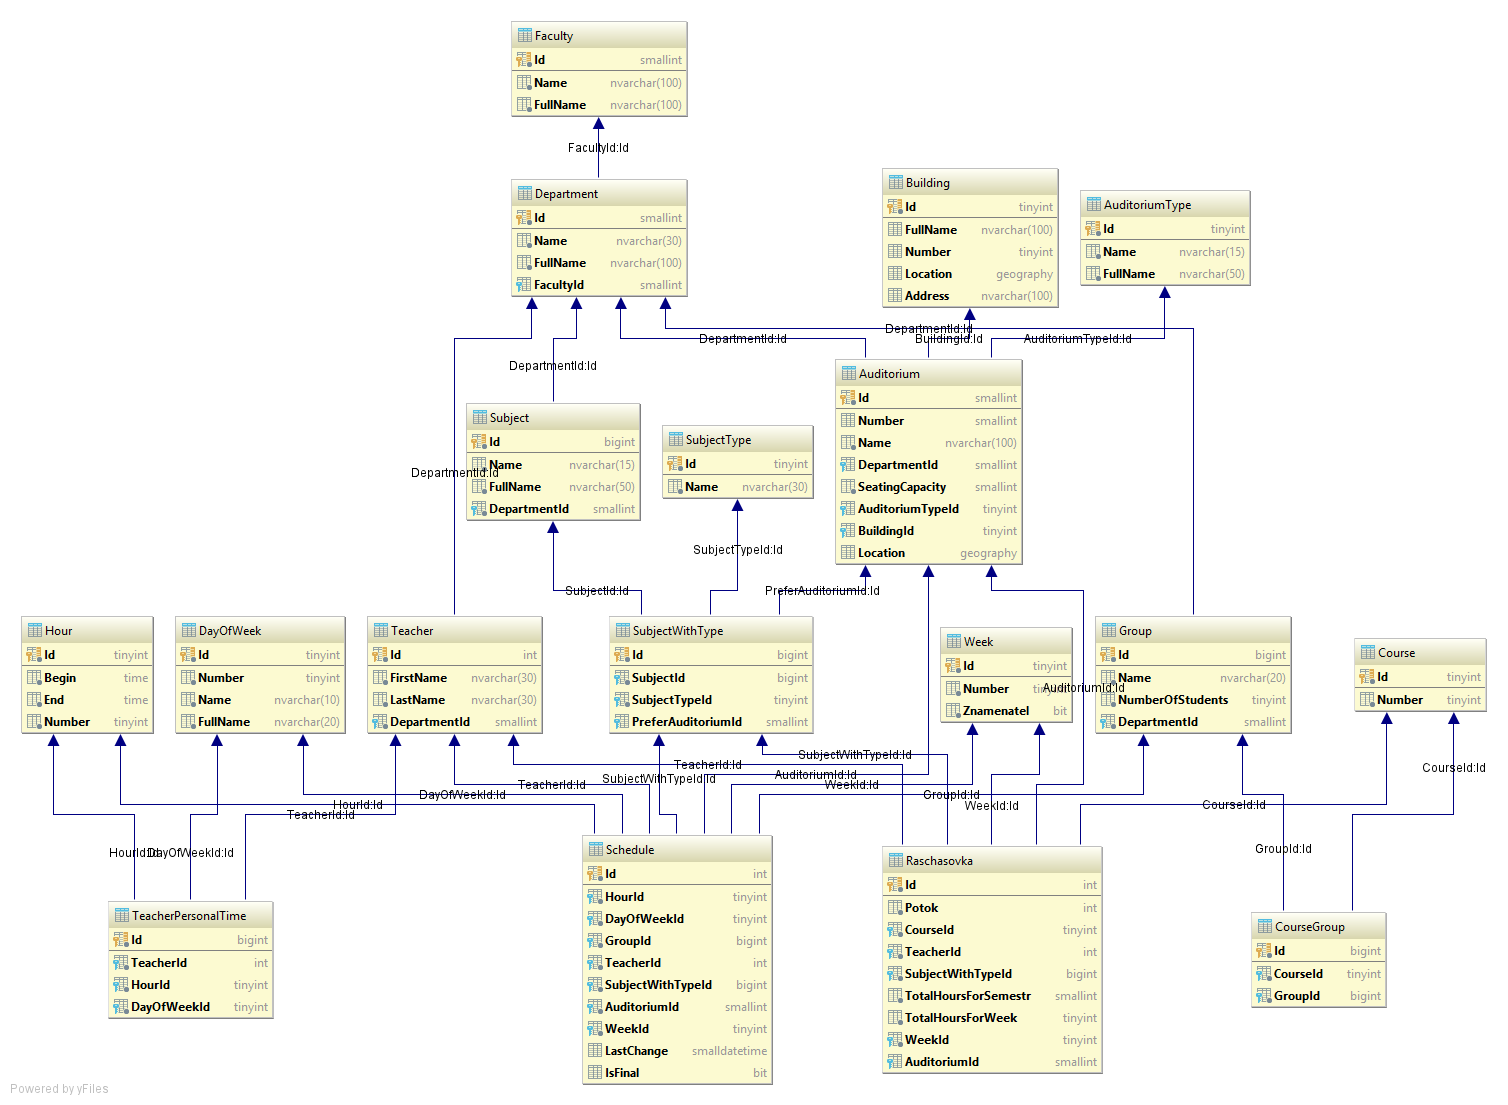 Faculty
Id smallint
Name nvarchar(100)
FullName nvarchar(100)
FacultyId:Id
Department
Id smallint
Name nvarchar(30)
FullName nvarchar(100)
FacultyId smallint
Building
Id tinyint
FullName nvarchar(100)
Number tinyint
Location geography
Address nvarchar(100)
AuditoriumType
Id tinyint
Name nvarchar(15)
FullName nvarchar(50)
DepartmentId:Id
DepartmentId:Id
BuildingId:Id
AuditoriumTypeId:Id
DepartmentId:Id
Auditorium
Id smallint
Number smallint
Name nvarchar(100)
DepartmentId smallint
SeatingCapacity smallint
AuditoriumTypeId tinyint
BuildingId tinyint
Location geography
Subject
Id bigint
Name nvarchar(15)
FullName nvarchar(50)
DepartmentId smallint
DepartmentId:Id
SubjectType
Id tinyint
Name nvarchar(30)
SubjectTypeId:Id
SubjectId:Id
PreferAuditoriumId:Id
Hour
Id tinyint
Begin time
End time
Number tinyint
DayOfWeek
Id tinyint
Number tinyint
Name nvarchar(10)
FullName nvarchar(20)
Teacher
Id int
FirstName nvarchar(30)
LastName nvarchar(30)
DepartmentId smallint
SubjectWithType
Id bigint
SubjectId bigint
SubjectTypeId tinyint
PreferAuditoriumId smallint
Week
Id tinyint
Number tinyint
Znamenatel bit
AuditoriumId:Id
Group
Id bigint
Name nvarchar(20)
NumberOfStudents tinyint
DepartmentId smallint
Course
Id tinyint
Number tinyint
SubjectWithTypeId:Id
TeacherId:Id
CourseId:Id
AuditoriumId:Id
SubjectWithTypeId:Id
TeacherId:Id
WeekId:Id
DayOfWeekId:Id
GroupId:Id
HourId:Id
WeekId:Id
CourseId:Id
TeacherId:Id
GroupId:Id
HourId:Id
DayOfWeekId:Id
Schedule
Id int
HourId tinyint
DayOfWeekId tinyint
GroupId bigint
TeacherId int
SubjectWithTypeId bigint
AuditoriumId smallint
WeekId tinyint
LastChange smalldatetime
IsFinal bit
Raschasovka
Id int
Potok int
CourseId tinyint
TeacherId int
SubjectWithTypeId bigint
TotalHoursForSemestr smallint
TotalHoursForWeek tinyint
WeekId tinyint
AuditoriumId smallint
TeacherPersonalTime
Id bigint
TeacherId int
HourId tinyint
DayOfWeekId tinyint
CourseGroup
Id bigint
CourseId tinyint
GroupId bigint
Powered by yFiles